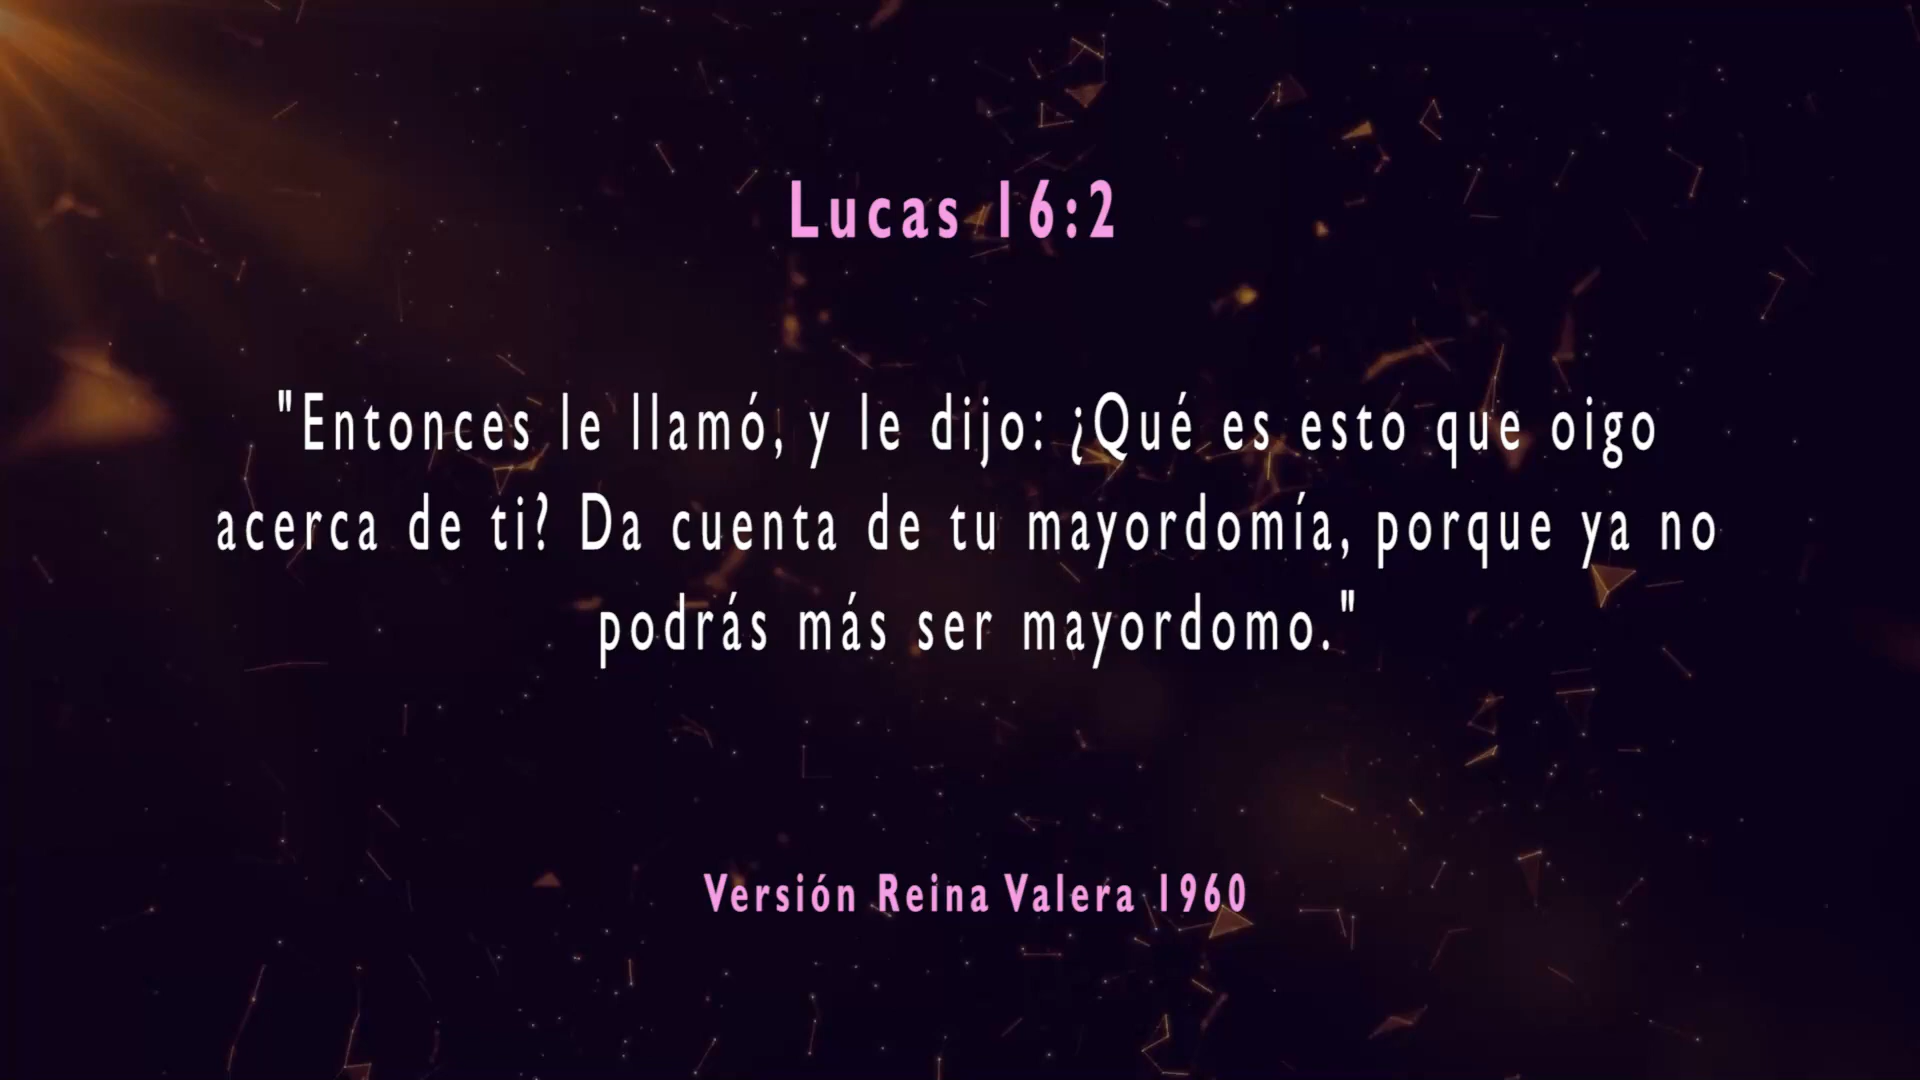 Lucas 16:2
"Entonces le llamó, y le dijo: ¿Qué es esto que oigo
acerca de ti? Da cuenta de tu mayordomía, porque ya no
podrás más ser mayordomo."
Versión Reina Valera 1960